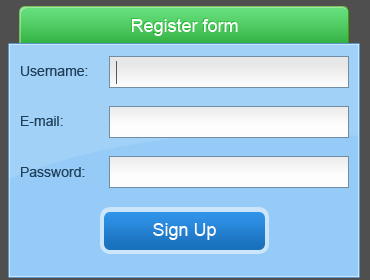 Register form
Username:
E-mail:
Password:
Sign Up